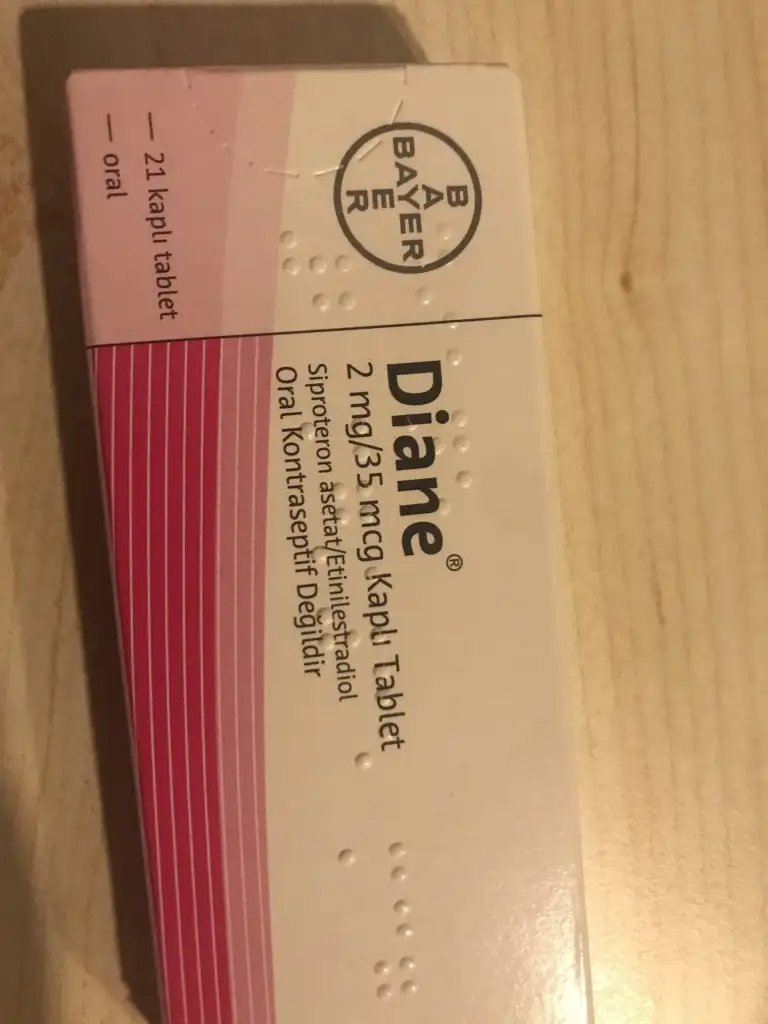 BAYER
BAYER
Diane®
2 mg/35 mcg Kaplı Tablet
Siproteron asetat/Etinilestradiol
Oral Kontraseptif Değildir
— 21 kaplı tablet
— oral